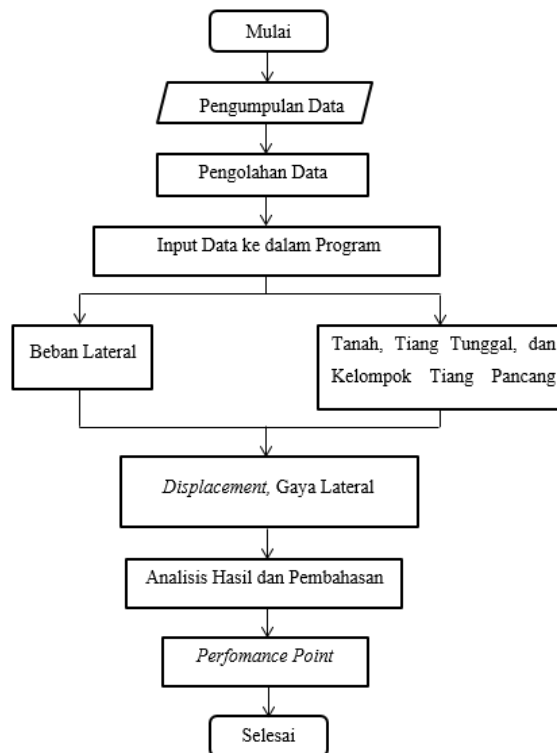 Mulai
Pengumpulan Data
Pengolahan Data
Input Data ke dalam Program
Beban Lateral
Tanah, Tiang Tunggal, dan
Kelompok Tiang Pancang
Displacement, Gaya Lateral
Analisis Hasil dan Pembahasan
Perfomance Point
Selesai